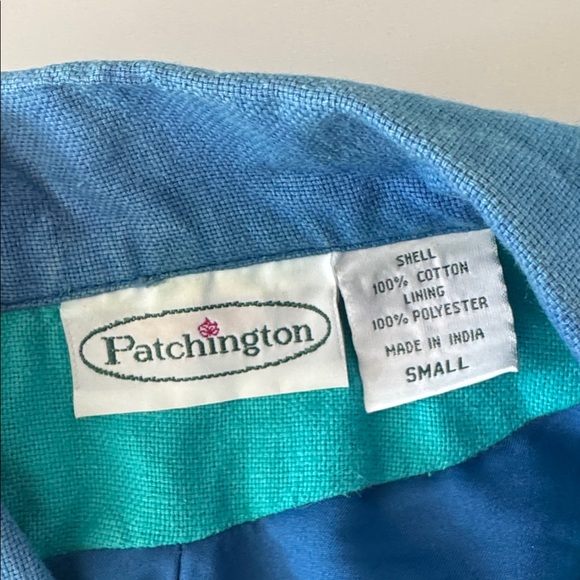 Patchington
SHELL
100% COTTON
LINING
100% POLYESTER
MADE IN INDIA
SMALL